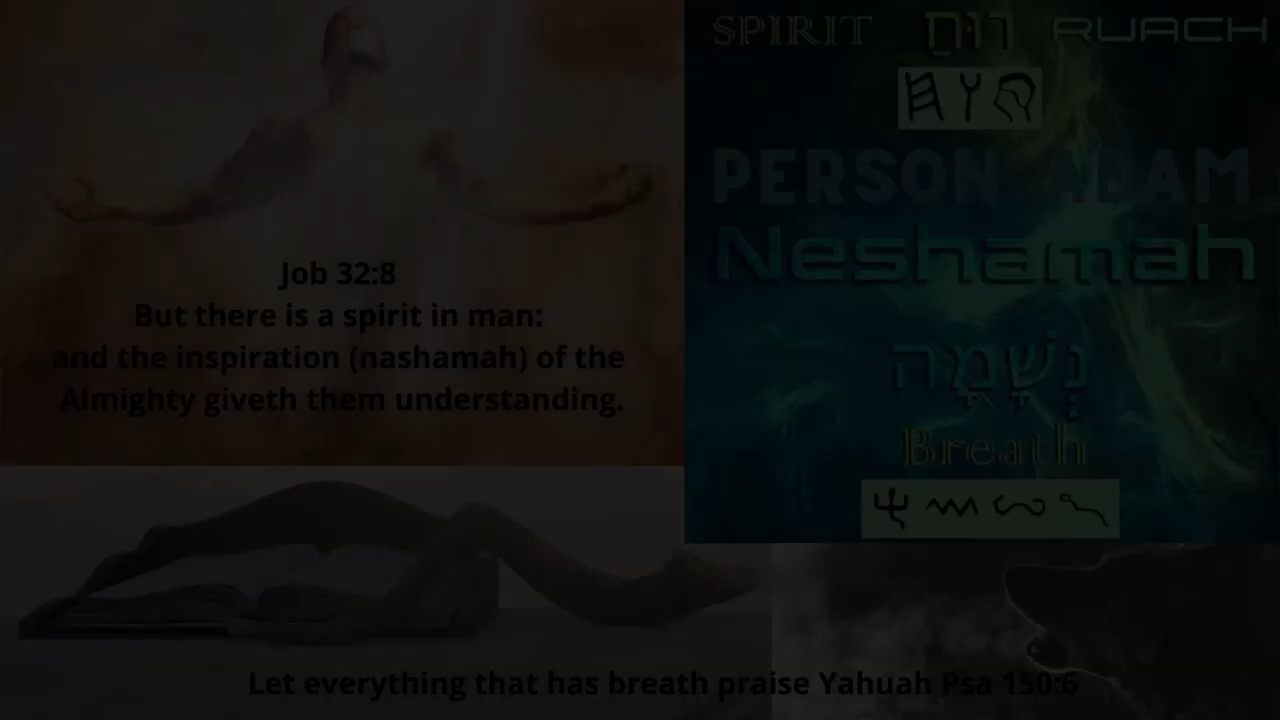 Job 32:8
But there is a spirit in man:
and the inspiration (nashamah) of the
Almighty giveth them understanding.
SPIRIT רוּחַ RUACH
PERSON ADAM
Neshamah
נְשָׁמָה
Breath
Let everything that has breath praise Yahuah Psa 150:6